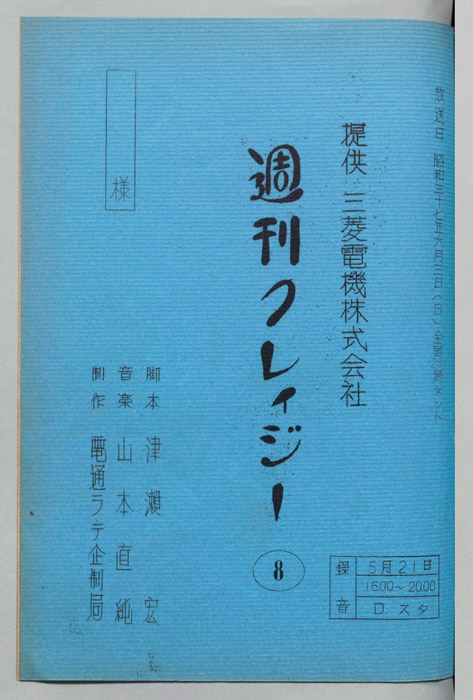 放送日 昭和三十七年六月三日(日)全国
提供 三菱電機株式会社
週刊クレイジー
8
脚本 津瀬宏
音楽 山本直純
制作 電通ラテ企制局
様
録音
5月21日
16.00〜20.00
D.スタ